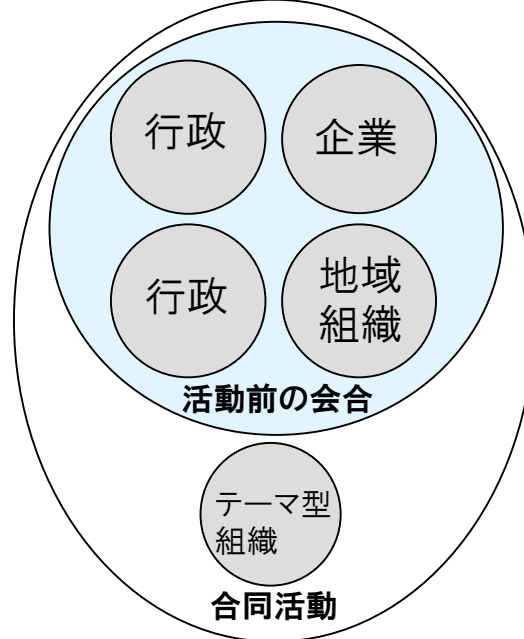 行政
企業
行政
地域
組織
活動前の会合
テーマ型
組織
合同活動